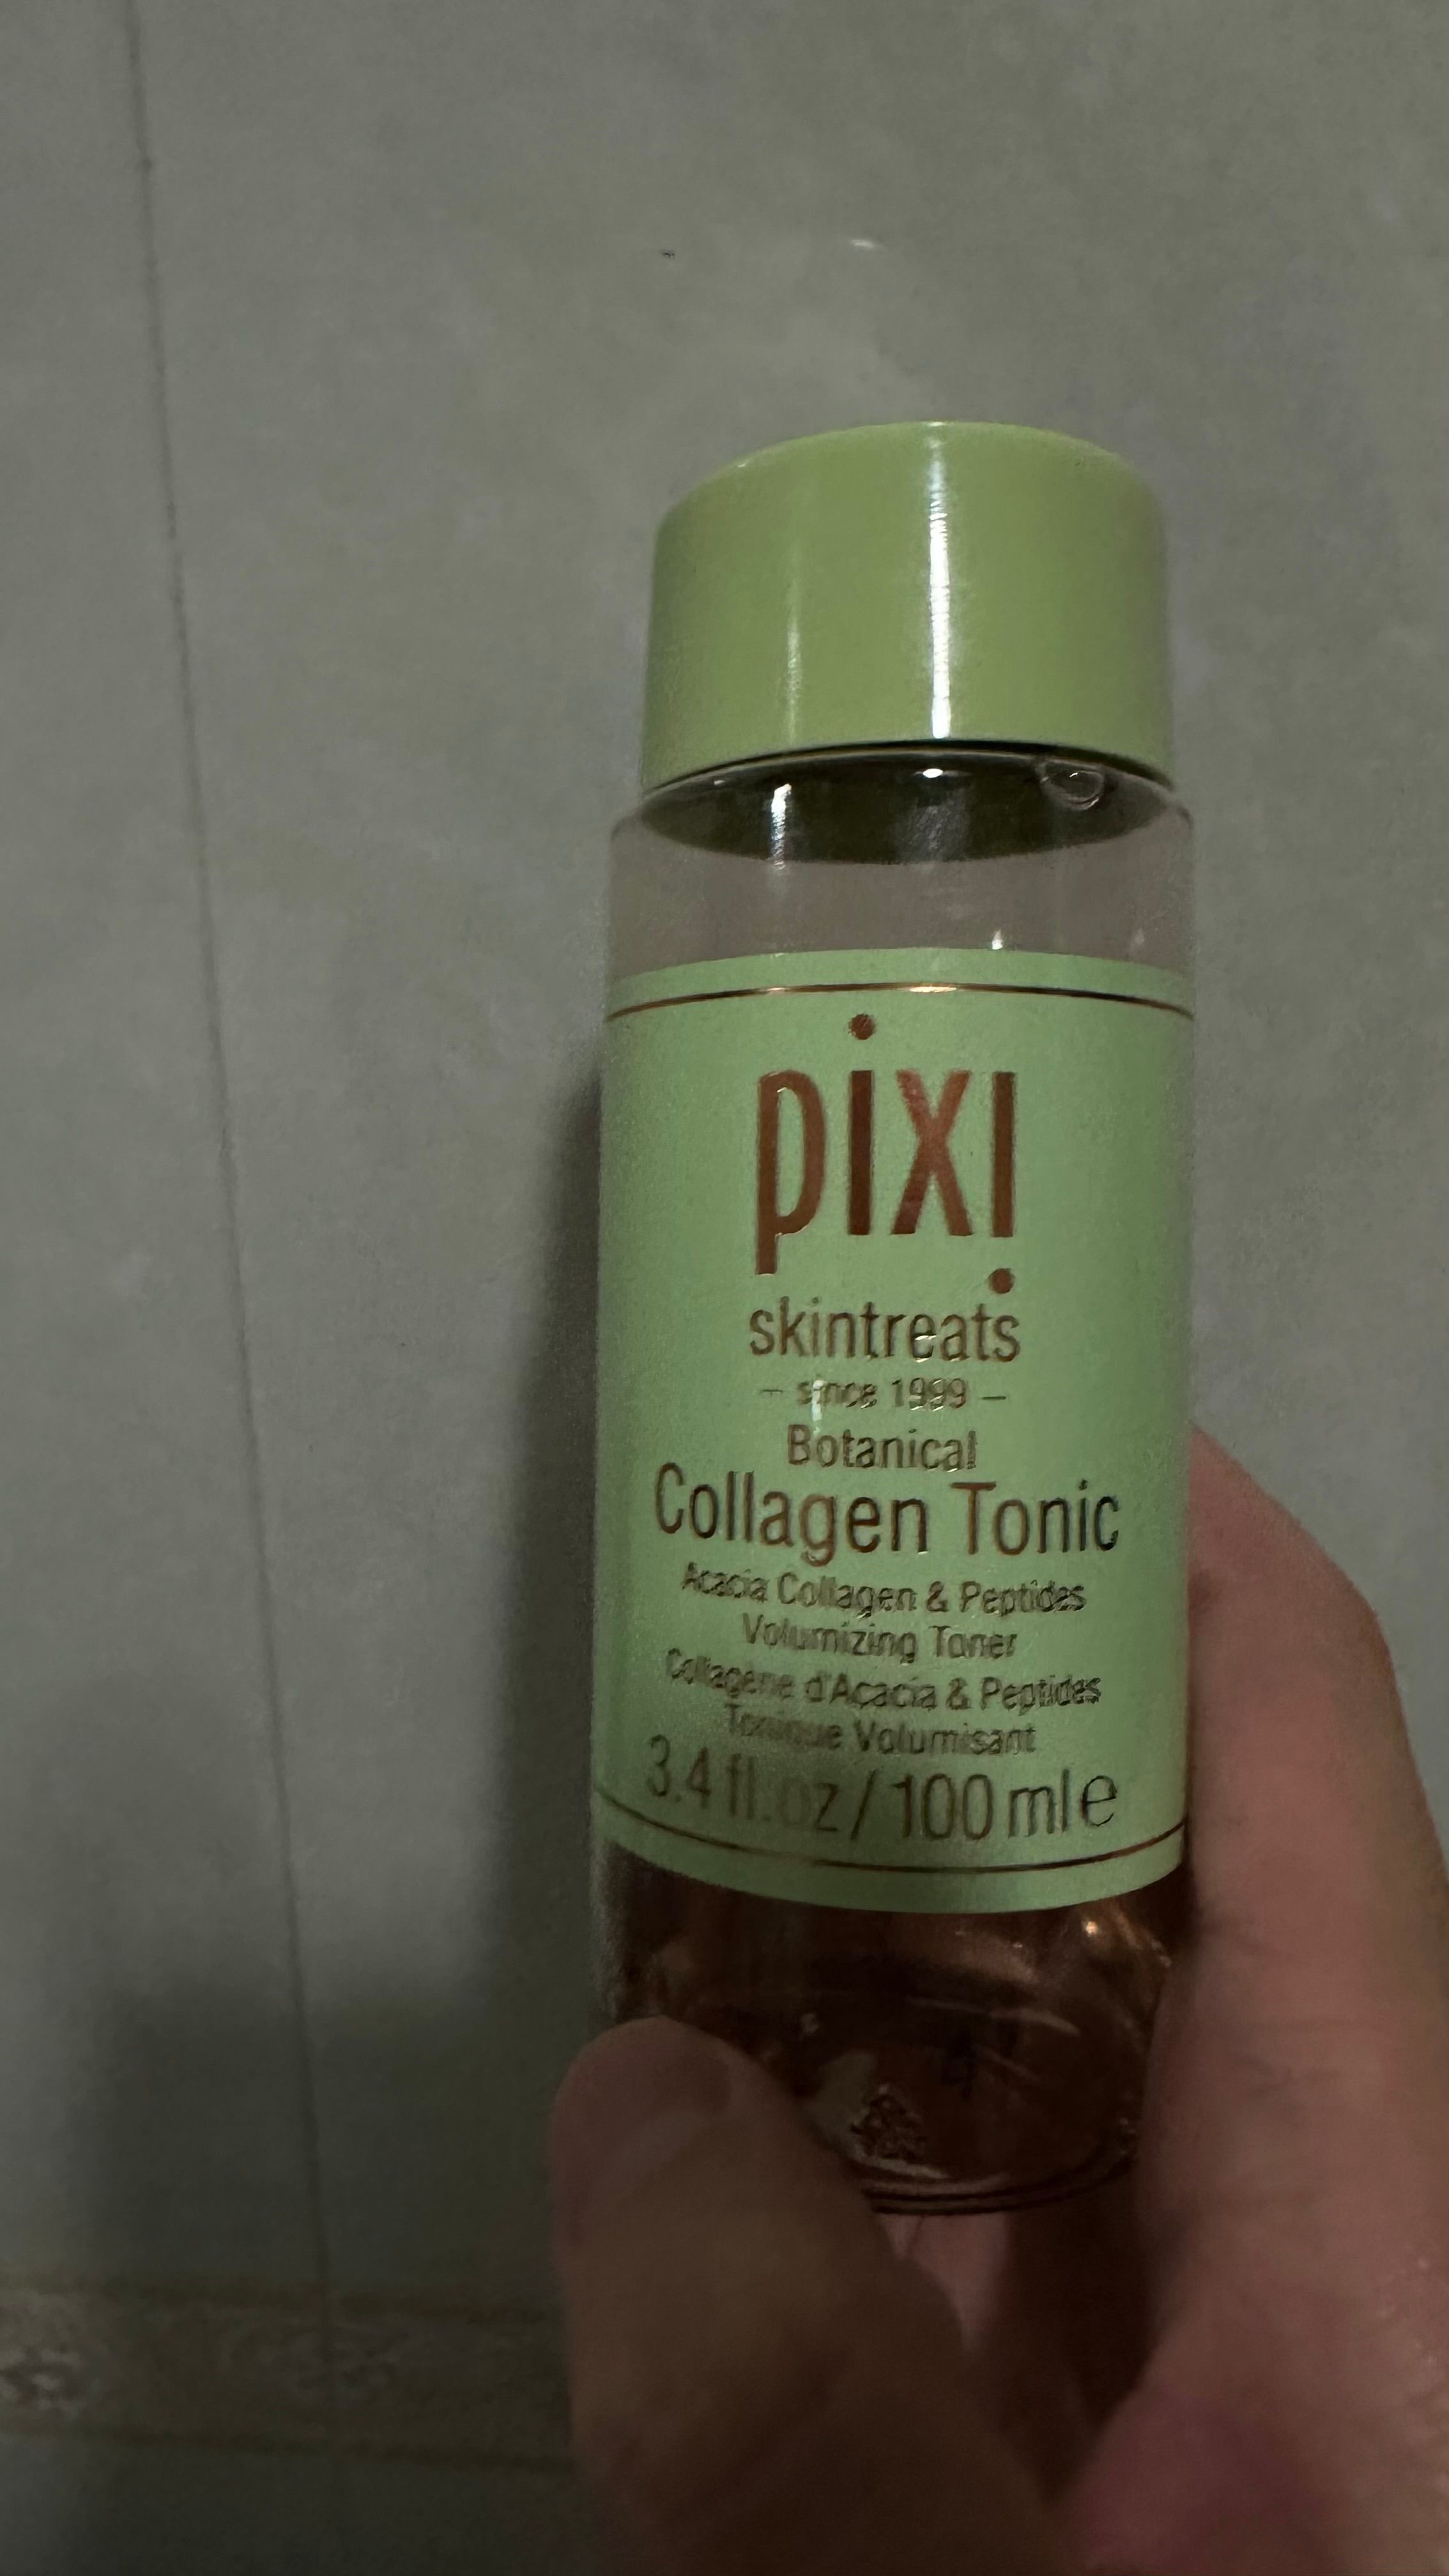 pixi
skintreats
– since 1999 –
Botanical
Collagen Tonic
Acacia Collagen & Peptides
Volumizing Toner
Collagène d'Acacia & Peptides
Tonique Volumisant
3.4 fl.oz / 100 ml e